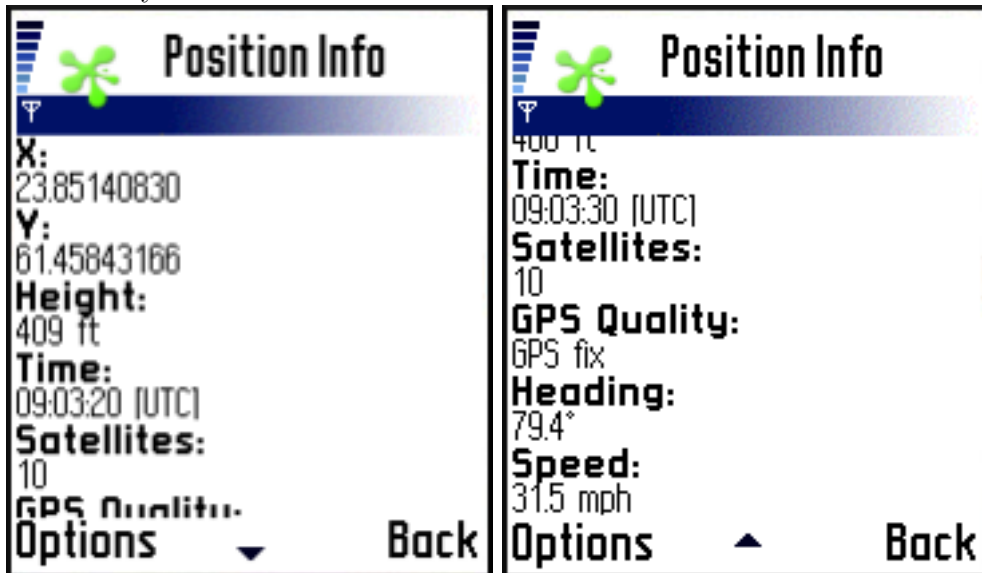 Position Info
X:
23.85140830
Y:
61.45843166
Height:
409 ft
Time:
09:03:20 [UTC]
Satellites:
10
GPS Quality:
Options Back
Position Info
Time:
09:03:30 [UTC]
Satellites:
10
GPS Quality:
GPS fix
Heading:
79.4°
Speed:
31.5 mph
Options Back